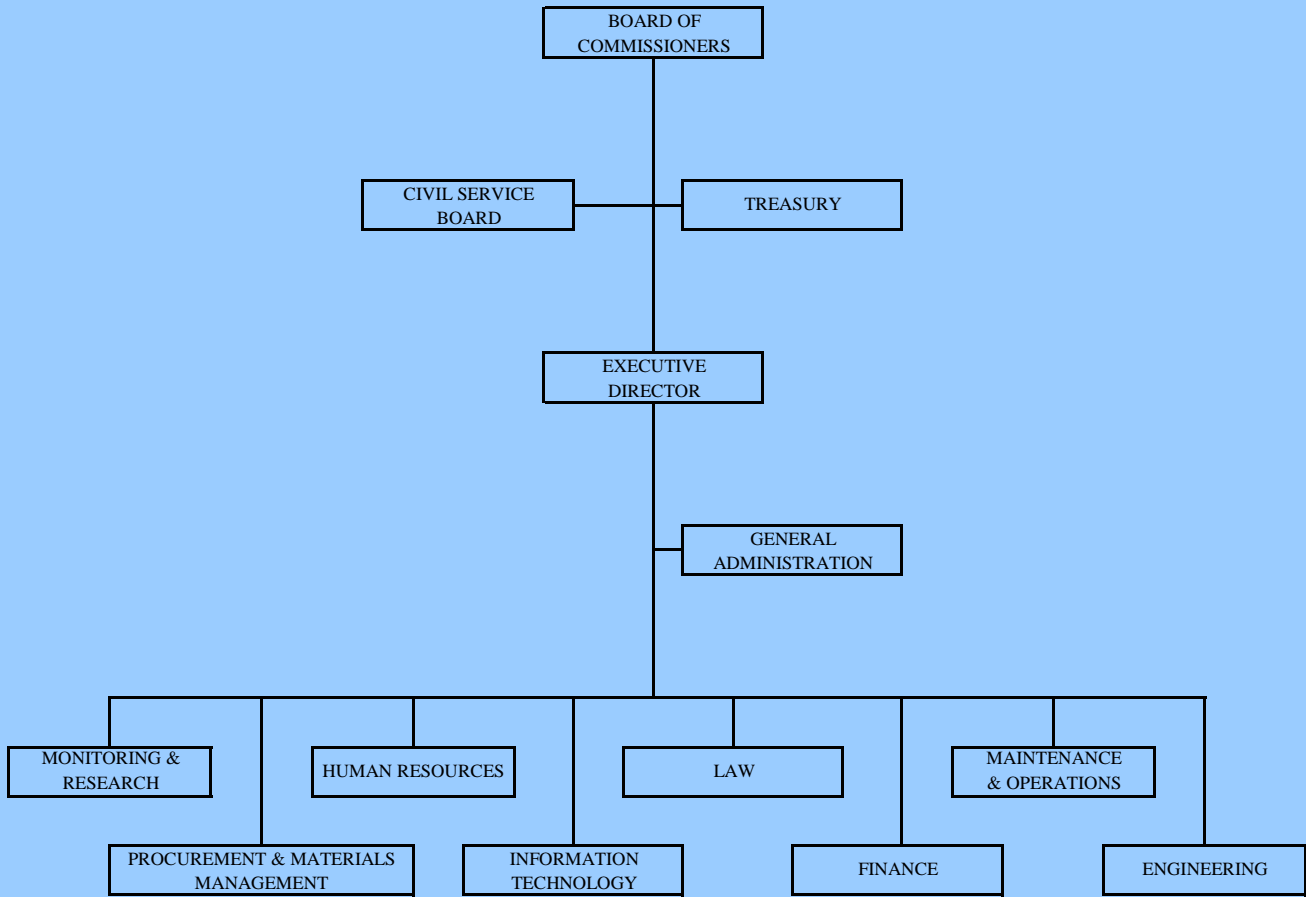 BOARD OF
COMMISSIONERS
CIVIL SERVICE
BOARD
TREASURY
EXECUTIVE
DIRECTOR
GENERAL
ADMINISTRATION
MONITORING &
RESEARCH
HUMAN RESOURCES
LAW
MAINTENANCE
& OPERATIONS
PROCUREMENT & MATERIALS
MANAGEMENT
INFORMATION
TECHNOLOGY
FINANCE
ENGINEERING